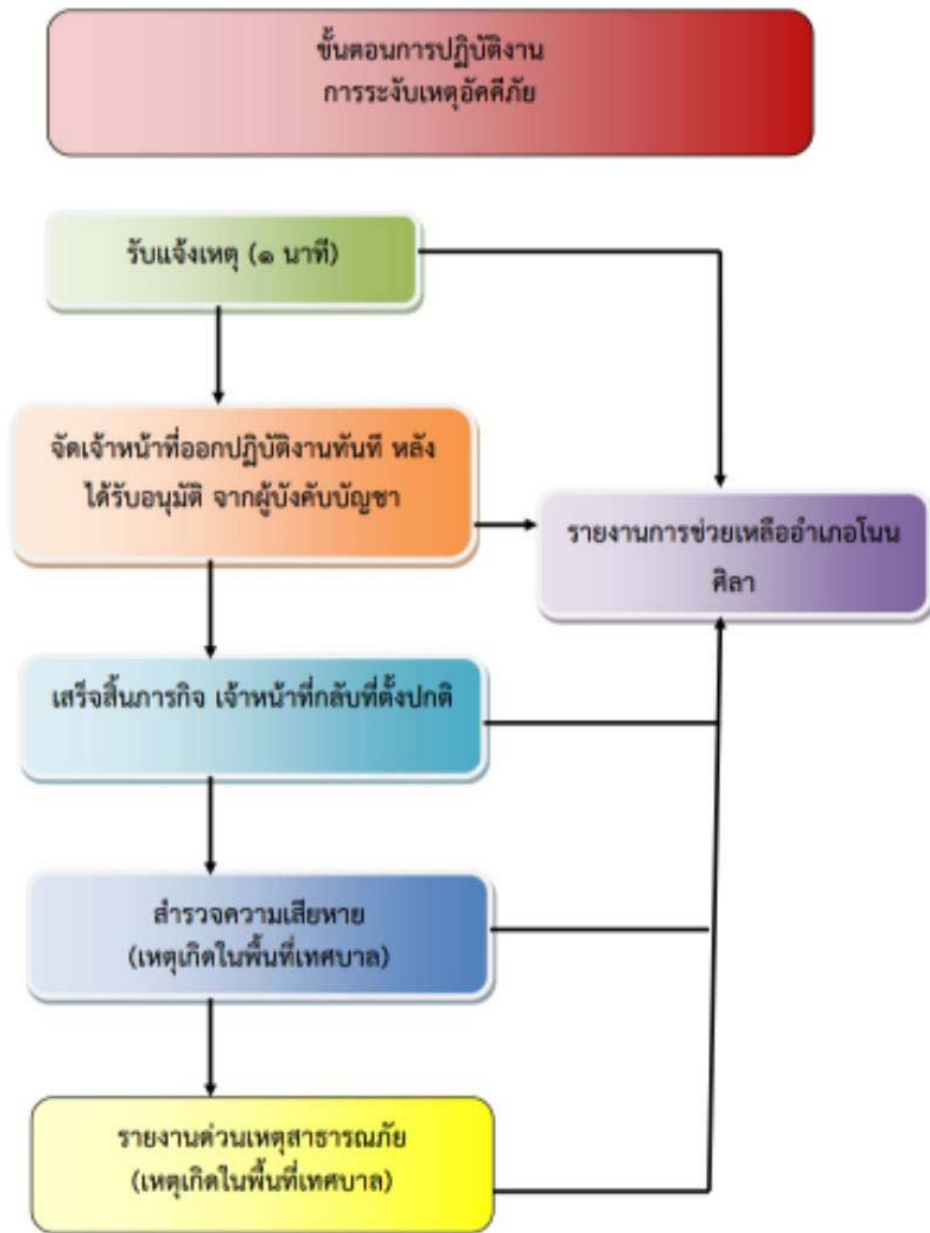 ขั้นตอนการปฏิบัติงาน
การระงับเหตุอัคคีภัย
รับแจ้งเหตุ (๑ นาที)
จัดเจ้าหน้าที่ออกปฏิบัติงานทันที หลัง
ได้รับอนุมัติ จากผู้บังคับบัญชา
รายงานการช่วยเหลืออำเภอโนน
ศิลา
เสร็จสิ้นภารกิจ เจ้าหน้าที่กลับที่ตั้งปกติ
สำรวจความเสียหาย
(เหตุเกิดในพื้นที่เทศบาล)
รายงานด่วนเหตุสาธารณภัย
(เหตุเกิดในพื้นที่เทศบาล)